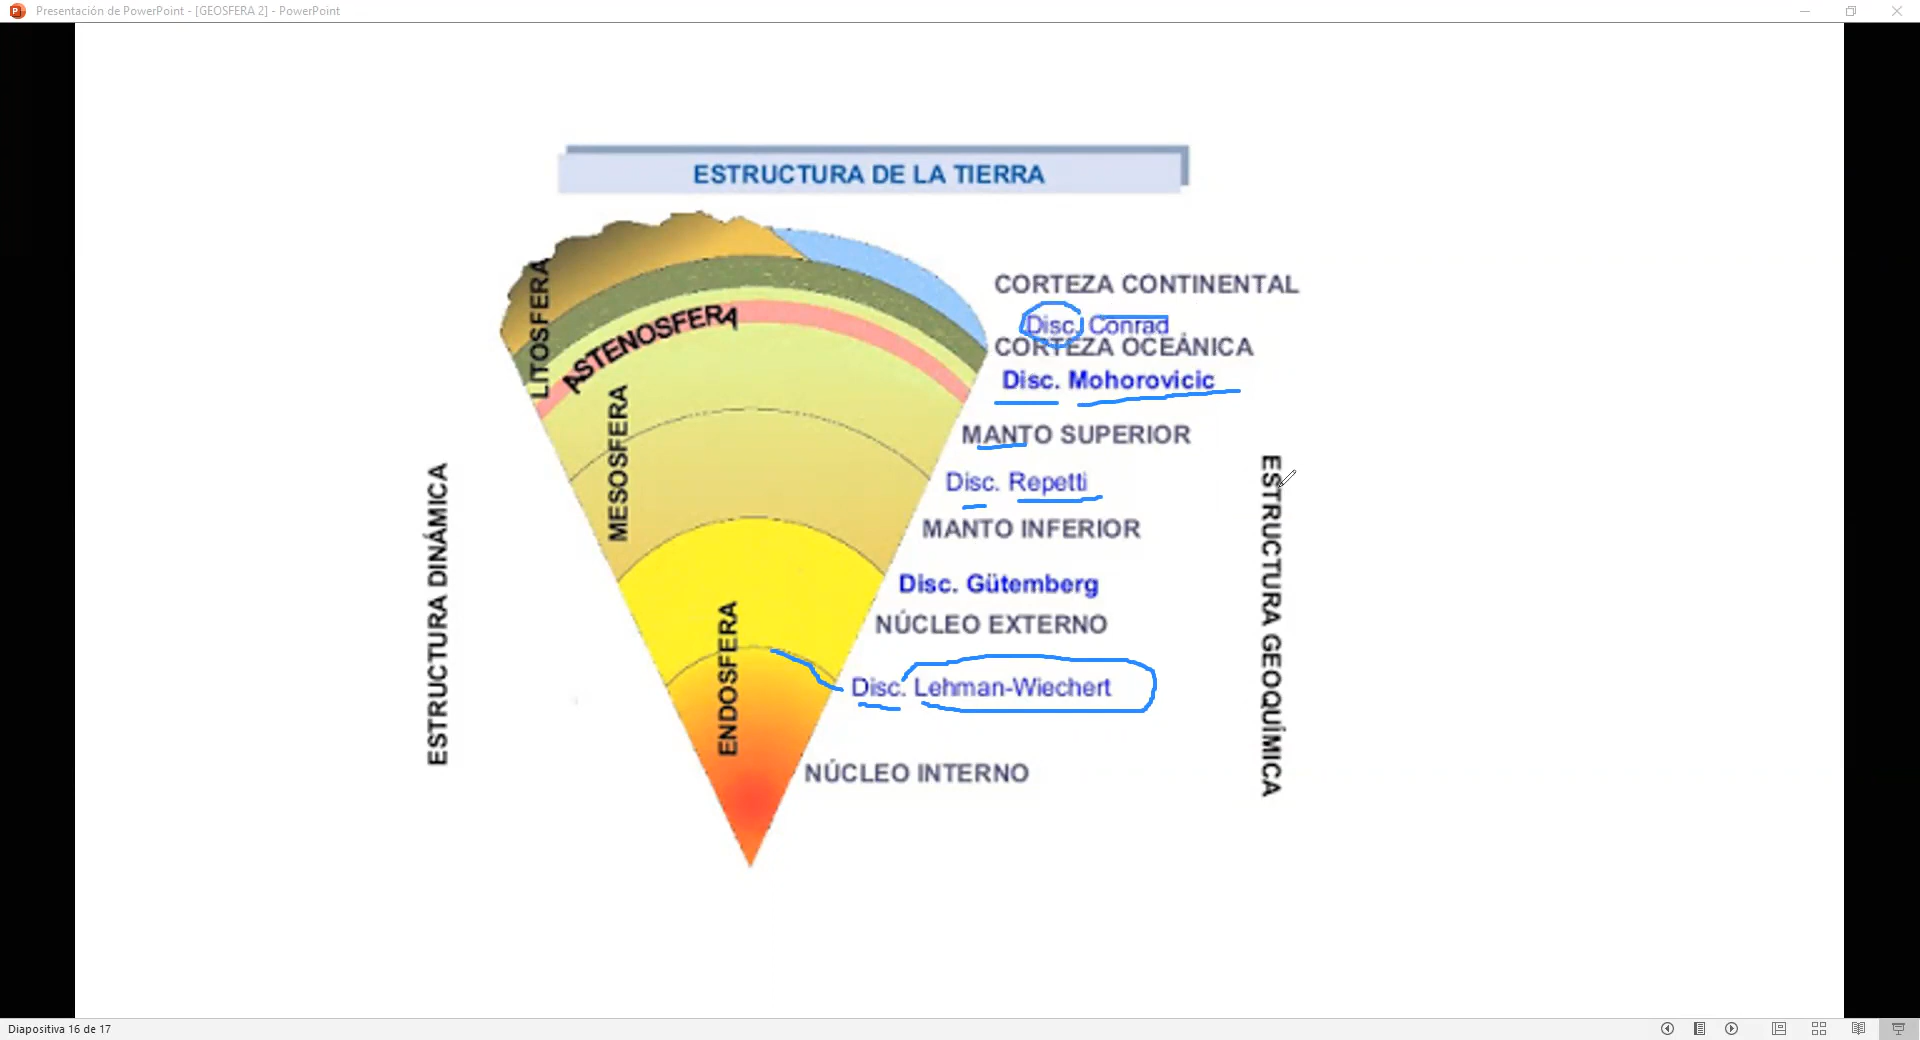 Presentación de PowerPoint - [GEOSFERA 2] - PowerPoint
ESTRUCTURA DE LA TIERRA
LITOSFERA
ASTENOSFERA
MESOSFERA
ENDOSFERA
ESTRUCTURA DINÁMICA
CORTEZA CONTINENTAL
Disc. Conrad
CORTEZA OCEÁNICA
Disc. Mohorovicic
MANTO SUPERIOR
Disc. Repetti
MANTO INFERIOR
Disc. Gütemberg
NÚCLEO EXTERNO
Disc. Lehman-Wiechert
NÚCLEO INTERNO
ESTRUCTURA GEOQUÍMICA
Diapositiva 16 de 17